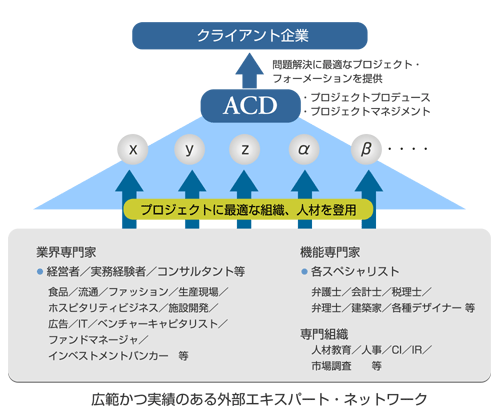 クライアント企業
問題解決に最適なプロジェクト・
フォーメーションを提供
ACD
・プロジェクトプロデュース
・プロジェクトマネジメント
x y z α β ・・・・
プロジェクトに最適な組織、人材を登用
業界専門家
● 経営者／実務経験者／コンサルタント等
食品／流通／ファッション／生産現場／
ホスピタリティビジネス／施設開発／
広告／IT／ベンチャーキャピタリスト／
ファンドマネージャ／
インベストメントバンカー 等
機能専門家
● 各スペシャリスト
弁護士／会計士／税理士／
弁理士／建築家／各種デザイナー 等
専門組織
人材教育／人事／CI／IR／
市場調査 等
広範かつ実績のある外部エキスパート・ネットワーク